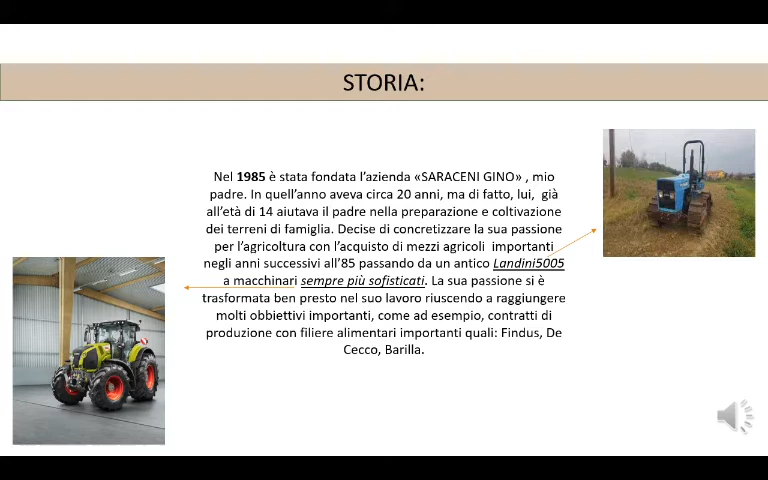 STORIA:
Nel 1985 è stata fondata l’azienda «SARACENI GINO» , mio
padre. In quell’anno aveva circa 20 anni, ma di fatto, lui, già
all’età di 14 aiutava il padre nella preparazione e coltivazione
dei terreni di famiglia. Decise di concretizzare la sua passione
per l’agricoltura con l’acquisto di mezzi agricoli importanti
negli anni successivi all’85 passando da un antico Landini5005
a macchinari sempre più sofisticati. La sua passione si è
trasformata ben presto nel suo lavoro riuscendo a raggiungere
molti obbiettivi importanti, come ad esempio, contratti di
produzione con filiere alimentari importanti quali: Findus, De
Cecco, Barilla.